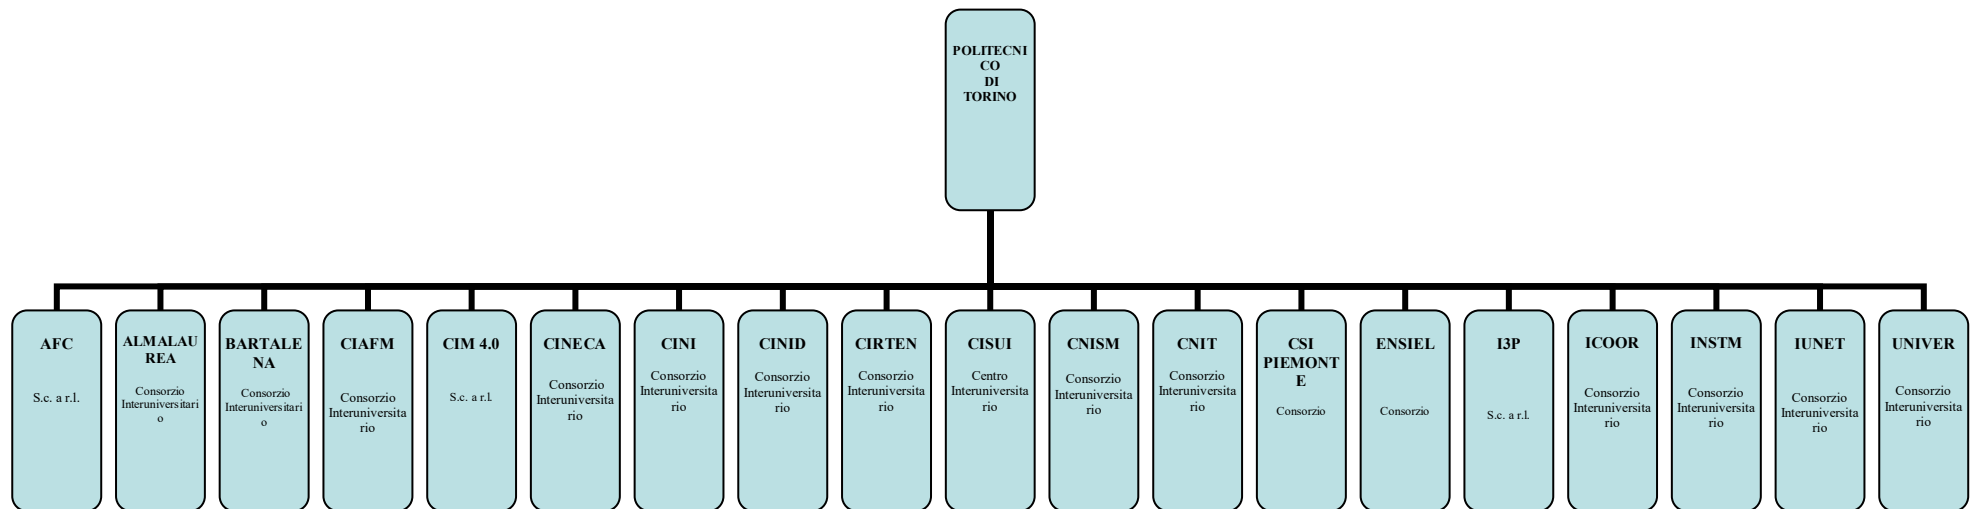 POLITECNI
CO
DI
TORINO
AFC
S.c. a r.l.
ALMALAU
REA
Consorzio
Interuniversitari
o
BARTALE
NA
Consorzio
Interuniversitari
o
CIAFM
Consorzio
Interuniversita
rio
CIM 4.0
S.c. a r.l.
CINECA
Consorzio
Interuniversita
rio
CINI
Consorzio
Interuniversita
rio
CINID
Consorzio
Interuniversita
rio
CIRTEN
Consorzio
Interuniversita
rio
CISUI
Centro
Interuniversita
rio
CNISM
Consorzio
Interuniversita
rio
CNIT
Consorzio
Interuniversita
rio
CSI
PIEMONT
E
Consorzio
ENSIEL
Consorzio
I3P
S.c. a r.l.
ICOOR
Consorzio
Interuniversita
rio
INSTM
Consorzio
Interuniversita
rio
IUNET
Consorzio
Interuniversita
rio
UNIVER
Consorzio
Interuniversita
rio